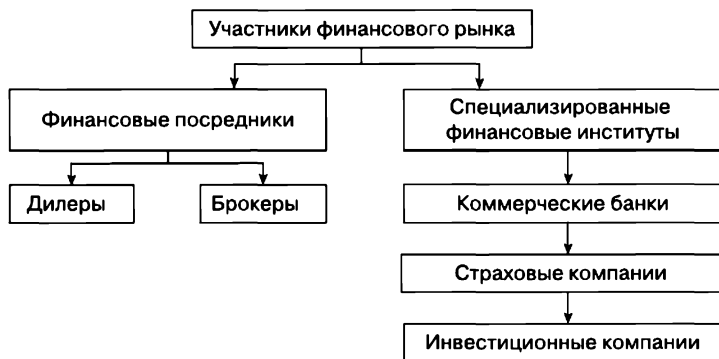 Участники финансового рынка
Финансовые посредники
Специализированные
финансовые институты
Дилеры
Брокеры
Коммерческие банки
Страховые компании
Инвестиционные компании